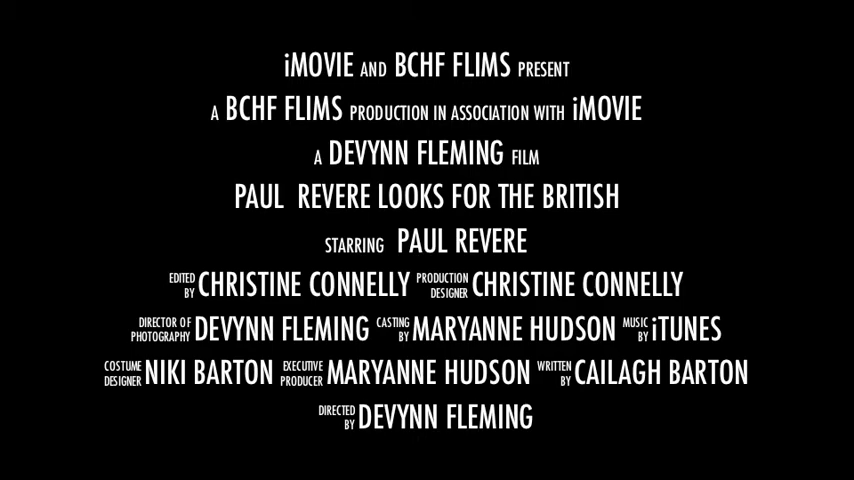 iMOVIE AND BCHF FLIMS PRESENT
A BCHF FLIMS PRODUCTION IN ASSOCIATION WITH iMOVIE
A DEVYNN FLEMING FILM
PAUL  REVERE LOOKS FOR THE BRITISH
STARRING PAUL REVERE
EDITED BY CHRISTINE CONNELLY PRODUCTION DESIGNER CHRISTINE CONNELLY
DIRECTOR OF PHOTOGRAPHY DEVYNN FLEMING CASTING BY MARYANNE HUDSON MUSIC BY iTUNES
COSTUME DESIGNER NIKI BARTON EXECUTIVE PRODUCER MARYANNE HUDSON WRITTEN BY CAILAGH BARTON
DIRECTED BY DEVYNN FLEMING